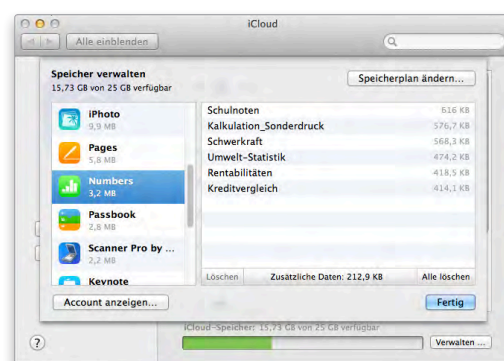 iCloud
Alle einblenden
Speicher verwalten
15,73 GB von 25 GB verfügbar
Speicherplan ändern...
iPhoto
9,9 MB
Pages
5,8 MB
Numbers
3,2 MB
Passbook
2,8 MB
Scanner Pro by ...
2,2 MB
Keynote
Schulnoten 616 KB
Kalkulation_Sonderdruck 576,7 KB
Schwerkraft 568,3 KB
Umwelt-Statistik 474,2 KB
Rentabilitäten 418,5 KB
Kreditvergleich 414,1 KB
Löschen Zusätzliche Daten: 212,9 KB Alle löschen
Account anzeigen... Fertig
iCloud-Speicher: 15,73 GB von 25 GB verfügbar
? Verwalten ...